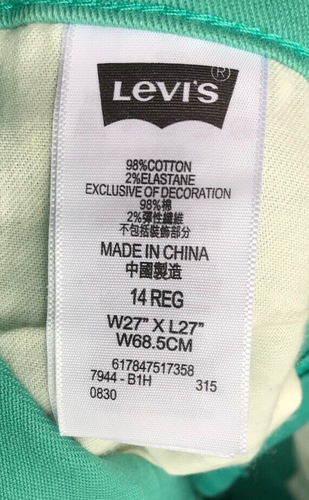 LEVI'S ®
98%COTTON
2%ELASTANE
EXCLUSIVE OF DECORATION
98%棉
2%彈性纖維
不包括裝飾部分
MADE IN CHINA
中國製造
14 REG
W27" X L27"
W68.5CM
617847517358
7944 - B1H 315
0830